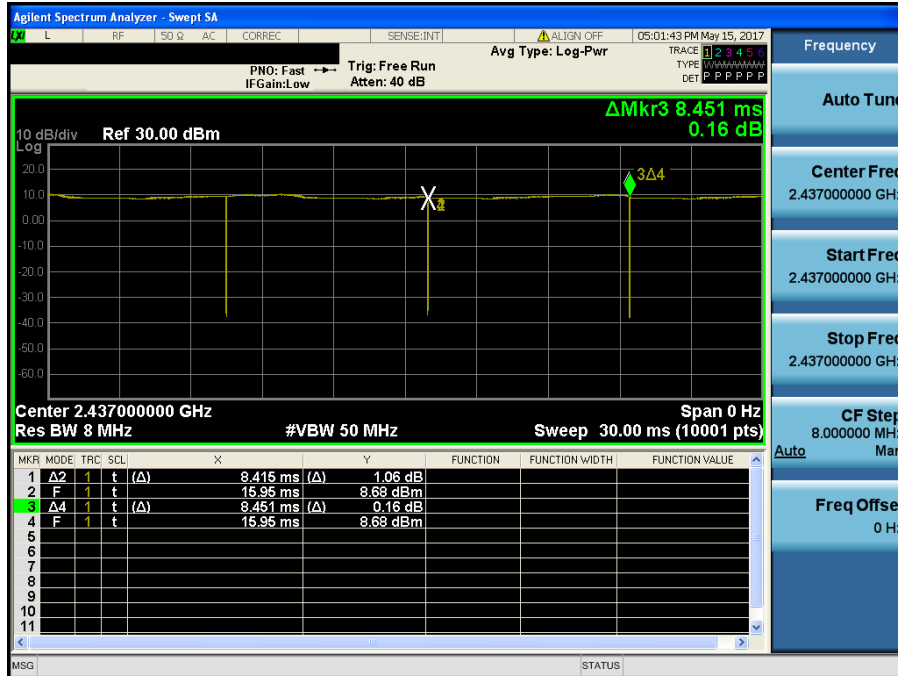 Agilent Spectrum Analyzer - Swept SA
LXI L RF 50 Ω AC CORREC SENSE:INT ALIGN OFF 05:01:43 PM May 15, 2017
PNO: Fast Trig: Free Run Avg Type: Log-Pwr TRACE 1 2 3 4 5 6
IFGain:Low Atten: 40 dB TYPE WWWWWW
DET P P P P P P
Frequency
ΔMkr3 8.451 ms
0.16 dB
10 dB/div Ref 30.00 dBm
Log
20.0
10.0
0.00
-10.0
-20.0
-30.0
-40.0
-50.0
-60.0
3Δ4
X
Center 2.437000000 GHz Span 0 Hz
Res BW 8 MHz #VBW 50 MHz Sweep 30.00 ms (10001 pts)
MKR MODE TRC SCL X Y FUNCTION FUNCTION WIDTH FUNCTION VALUE
1 Δ2 1 t (Δ) 8.415 ms (Δ) 1.06 dB
2 F 1 t 15.95 ms 8.68 dBm
3 Δ4 1 t (Δ) 8.451 ms (Δ) 0.16 dB
4 F 1 t 15.95 ms 8.68 dBm
5
6
7
8
9
10
11
MSG STATUS
Auto Tune
Center Freq
2.437000000 GHz
Start Freq
2.437000000 GHz
Stop Freq
2.437000000 GHz
CF Step
8.000000 MHz
Auto Man
Freq Offset
0 Hz